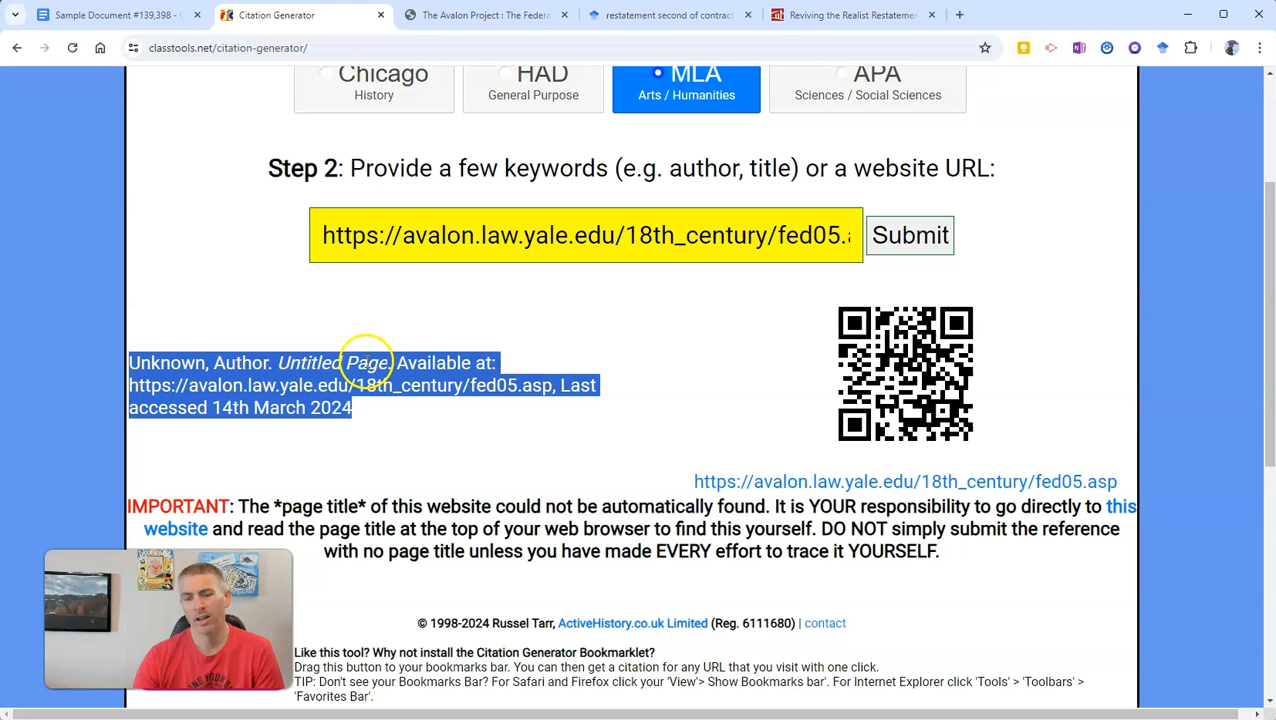 Sample Document #139,398 -
Citation Generator
The Avalon Project : The Federa
restatement second of contract
Reviving the Realist Restatemen
classtools.net/citation-generator/
Chicago
History
HAD
General Purpose
MLA
Arts / Humanities
APA
Sciences / Social Sciences
Step 2: Provide a few keywords (e.g. author, title) or a website URL:
https://avalon.law.yale.edu/18th_century/fed05.a
Submit
Unknown, Author. Untitled Page. Available at:
https://avalon.law.yale.edu/18th_century/fed05.asp, Last
accessed 14th March 2024
https://avalon.law.yale.edu/18th_century/fed05.asp
IMPORTANT: The *page title* of this website could not be automatically found. It is YOUR responsibility to go directly to this
website and read the page title at the top of your web browser to find this yourself. DO NOT simply submit the reference
with no page title unless you have made EVERY effort to trace it YOURSELF.
© 1998-2024 Russel Tarr, ActiveHistory.co.uk Limited (Reg. 6111680) | contact
Like this tool? Why not install the Citation Generator Bookmarklet?
Drag this button to your bookmarks bar. You can then get a citation for any URL that you visit with one click.
TIP: Don't see your Bookmarks Bar? For Safari and Firefox click your 'View'> Show Bookmarks bar'. For Internet Explorer click 'Tools' > 'Toolbars' >
'Favorites Bar'.